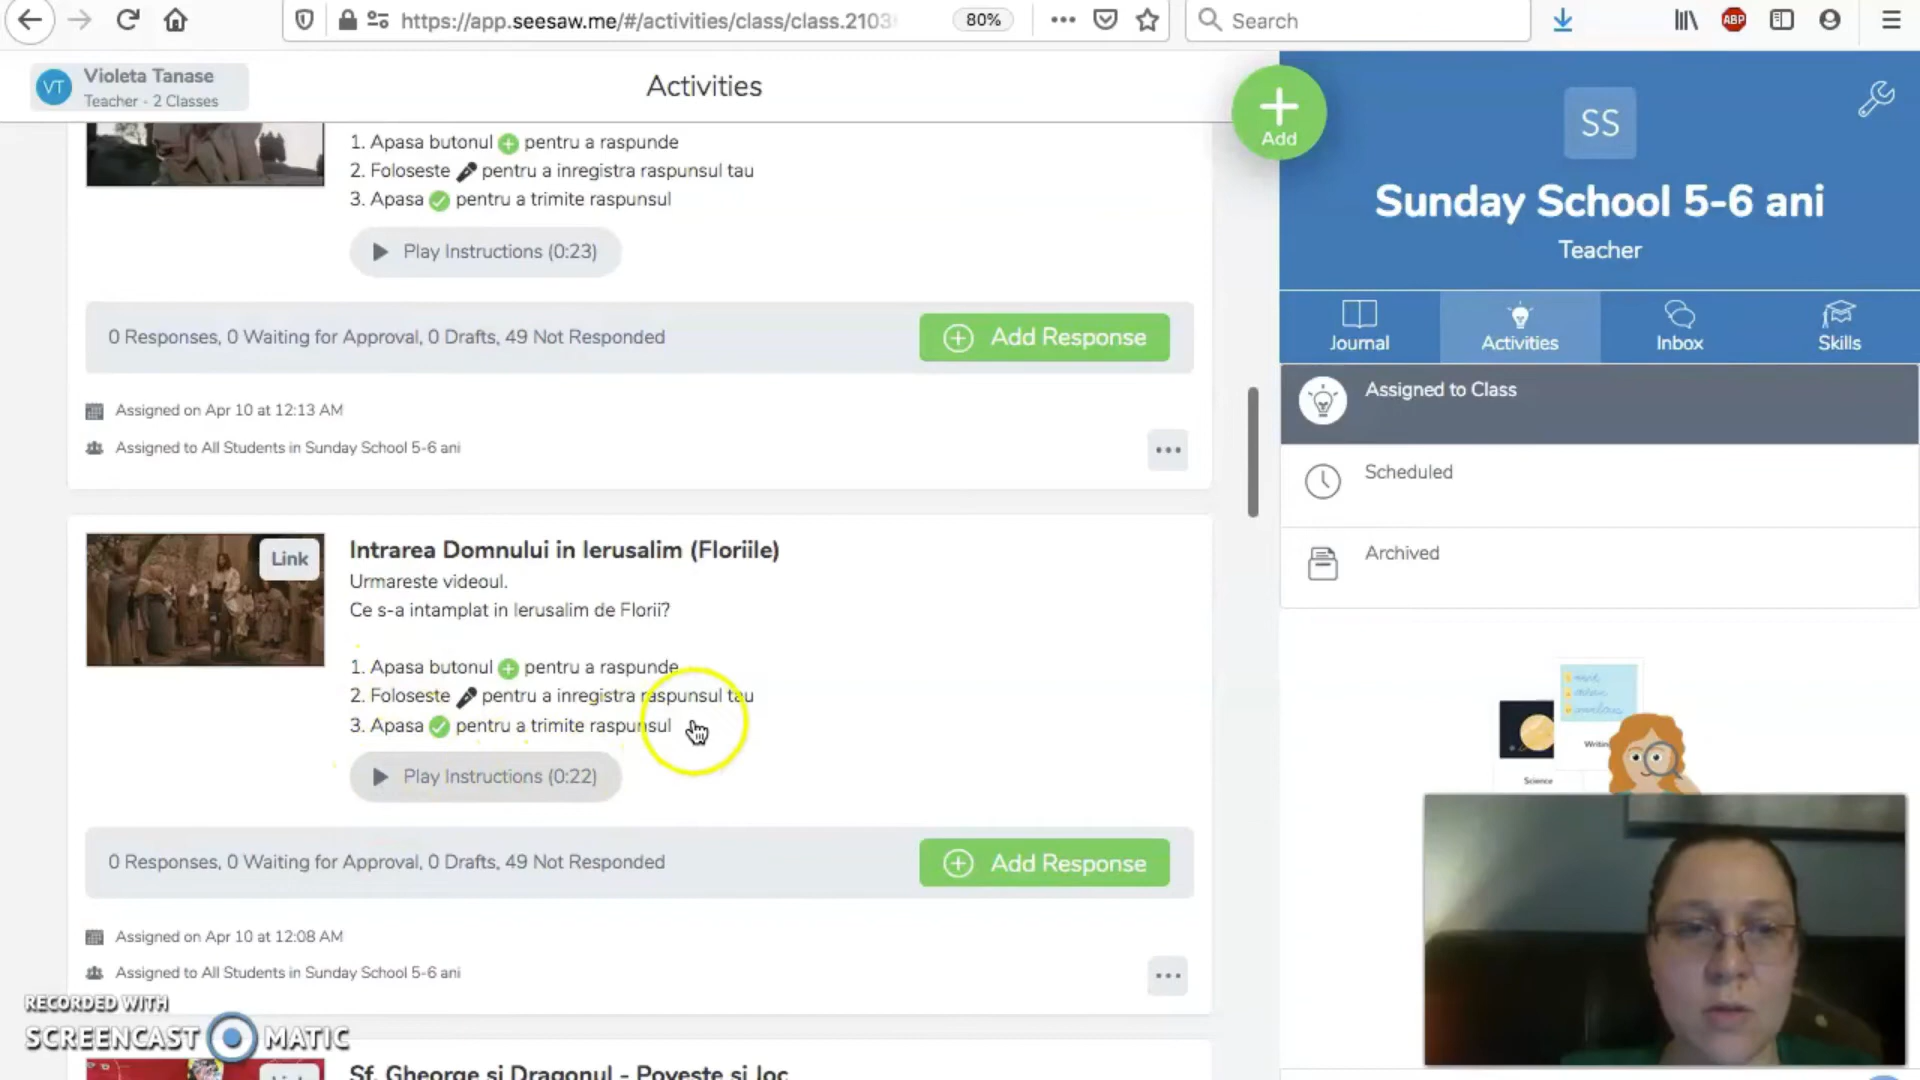 https://app.seesaw.me/#/activities/class/class.2103
80%
Search
ABP
VT
Violeta Tanase
Teacher - 2 Classes
Activities
Add
1. Apasa butonul pentru a raspunde
2. Foloseste pentru a inregistra raspunsul tau
3. Apasa pentru a trimite raspunsul
Play Instructions (0:23)
0 Responses, 0 Waiting for Approval, 0 Drafts, 49 Not Responded
Add Response
Assigned on Apr 10 at 12:13 AM
Assigned to All Students in Sunday School 5-6 ani
Link
Intrarea Domnului in Ierusalim (Floriile)
Urmareste videoul.
Ce s-a intamplat in Ierusalim de Florii?
1. Apasa butonul pentru a raspunde
2. Foloseste pentru a inregistra raspunsul tau
3. Apasa pentru a trimite raspunsul
Play Instructions (0:22)
0 Responses, 0 Waiting for Approval, 0 Drafts, 49 Not Responded
Add Response
Assigned on Apr 10 at 12:08 AM
Assigned to All Students in Sunday School 5-6 ani
Sf. Gheorge si Dragonul - Poveste si Joc
RECORDED WITH
SCREENCAST MATIC
SS
Sunday School 5-6 ani
Teacher
Journal
Activities
Inbox
Skills
Assigned to Class
Scheduled
Archived
Science